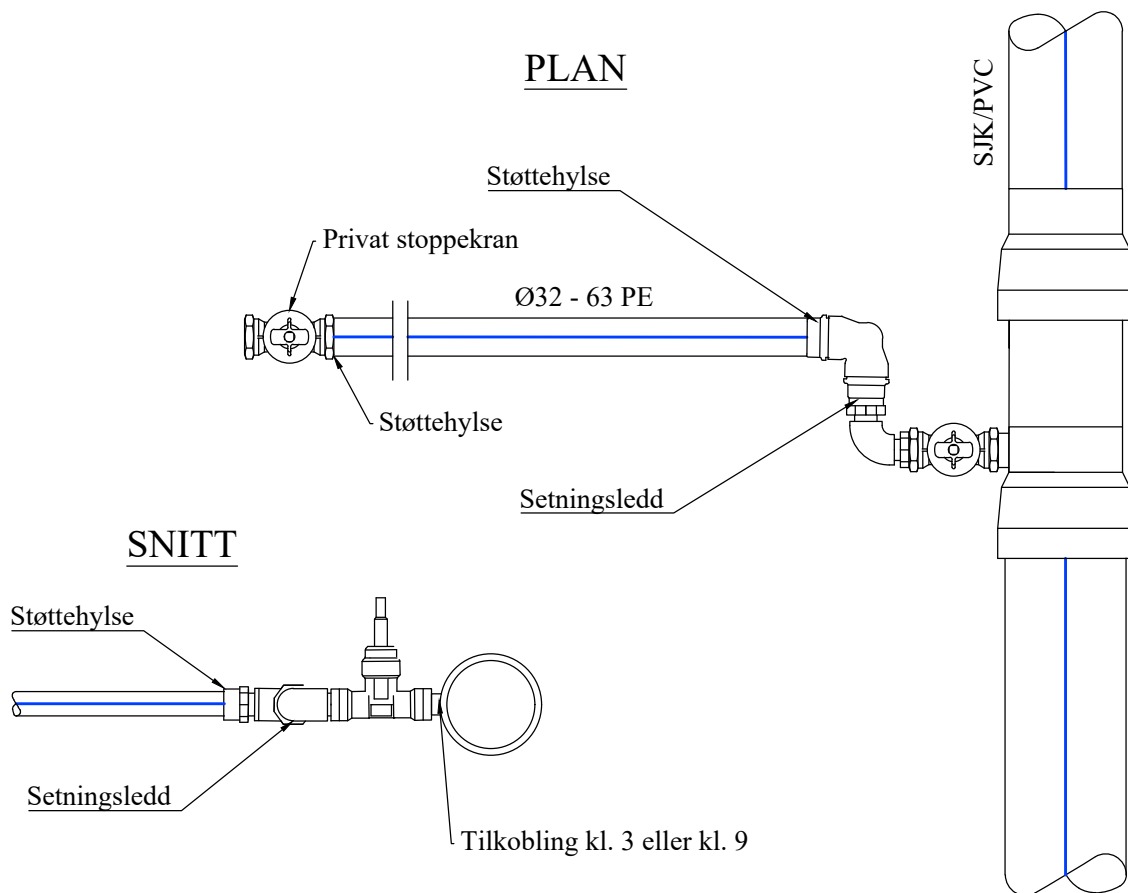 PLAN
SJK/PVC
Støttehylse
Privat stoppekran
Ø32 - 63 PE
Støttehylse
Setningsledd
SNITT
Støttehylse
Setningsledd
Tilkobling kl. 3 eller kl. 9